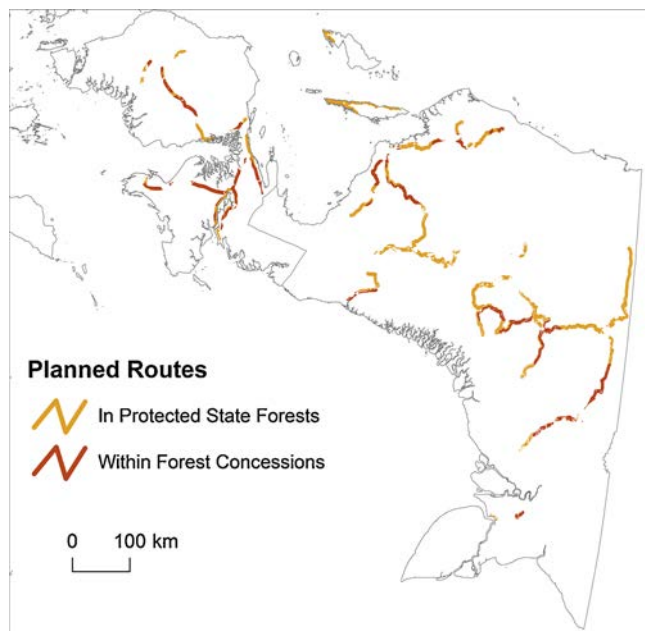 Planned Routes
In Protected State Forests
Within Forest Concessions
0 100 km